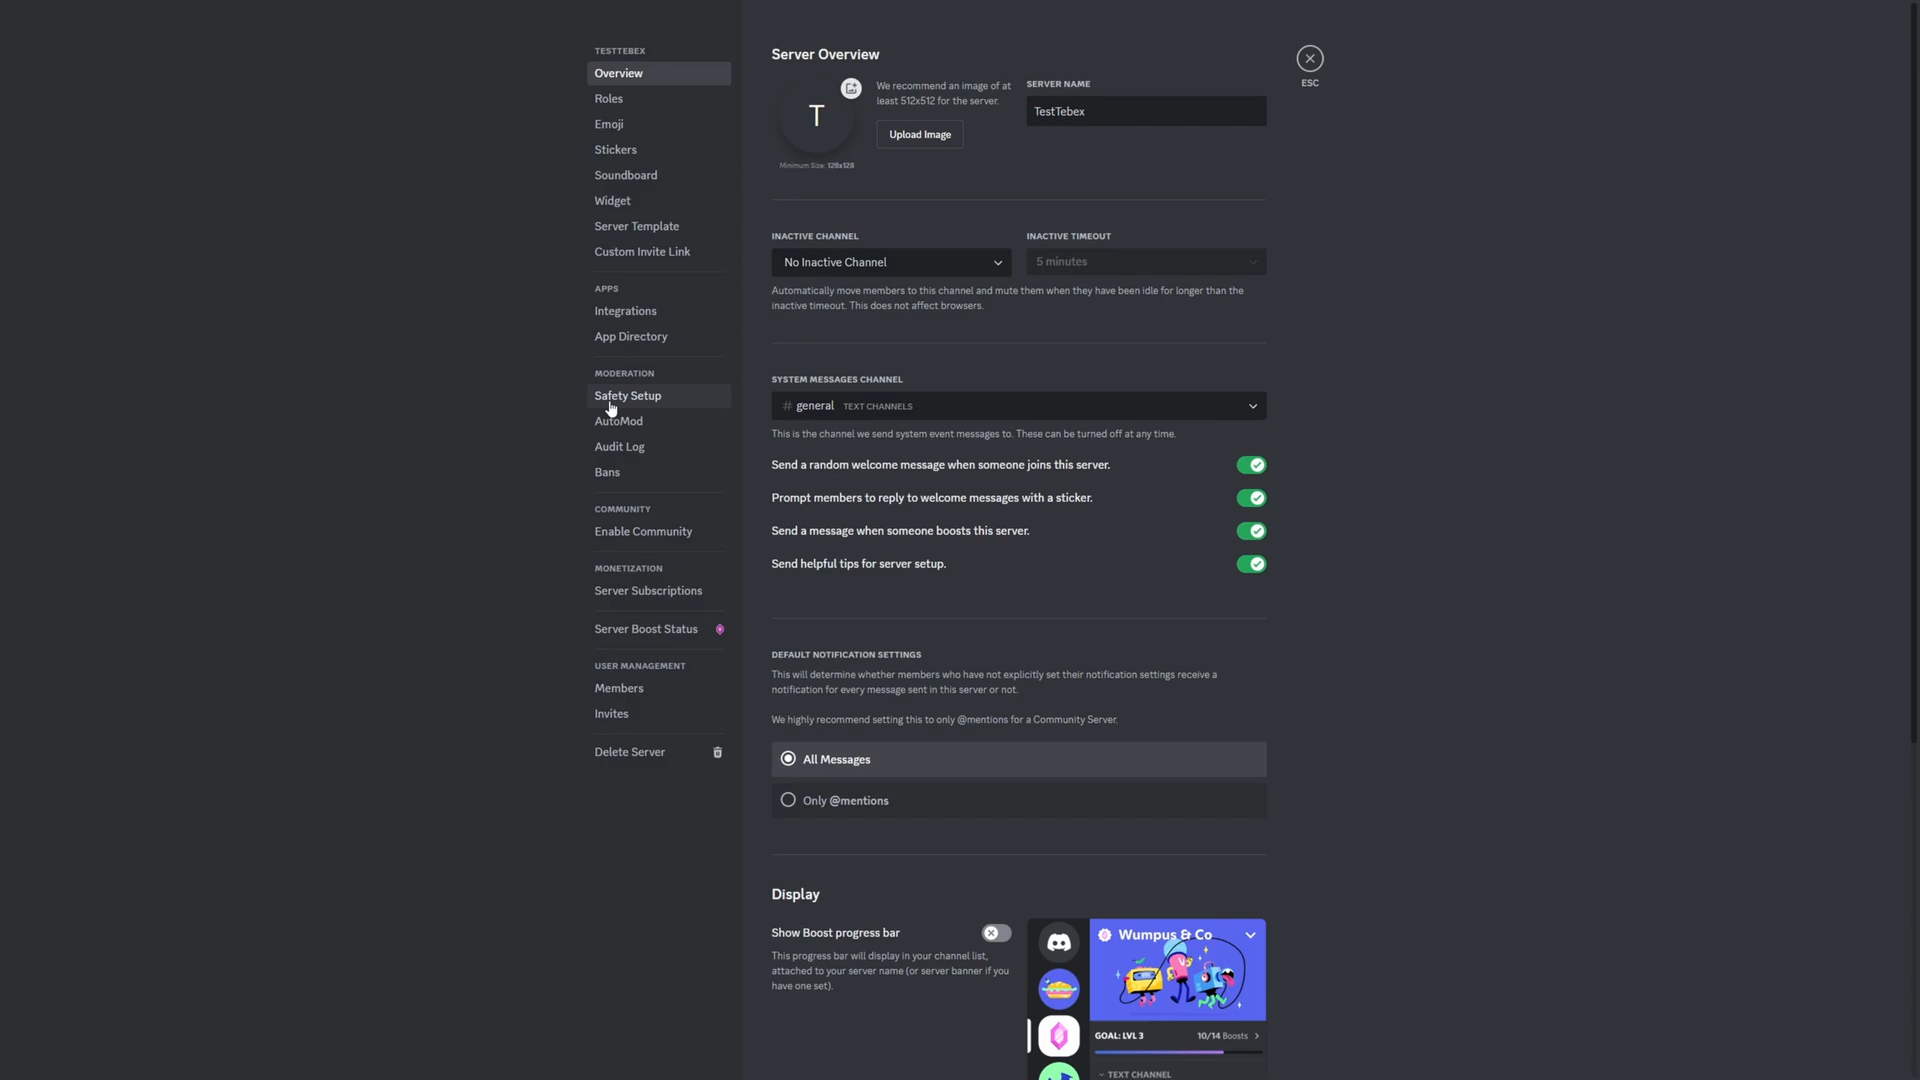 TESTTEBEX
Overview
Roles
Emoji
Stickers
Soundboard
Widget
Server Template
Custom Invite Link
APPS
Integrations
App Directory
MODERATION
Safety Setup
AutoMod
Audit Log
Bans
COMMUNITY
Enable Community
MONETIZATION
Server Subscriptions
Server Boost Status
USER MANAGEMENT
Members
Invites
Delete Server
Server Overview
T
Minimum Size: 128x128
We recommend an image of at
least 512x512 for the server.
Upload Image
SERVER NAME
TestTebex
ESC
INACTIVE CHANNEL
No Inactive Channel
INACTIVE TIMEOUT
5 minutes
Automatically move members to this channel and mute them when they have been idle for longer than the
inactive timeout. This does not affect browsers.
SYSTEM MESSAGES CHANNEL
# general TEXT CHANNELS
This is the channel we send system event messages to. These can be turned off at any time.
Send a random welcome message when someone joins this server.
Prompt members to reply to welcome messages with a sticker.
Send a message when someone boosts this server.
Send helpful tips for server setup.
DEFAULT NOTIFICATION SETTINGS
This will determine whether members who have not explicitly set their notification settings receive a
notification for every message sent in this server or not.
We highly recommend setting this to only @mentions for a Community Server.
All Messages
Only @mentions
Display
Show Boost progress bar
This progress bar will display in your channel list,
attached to your server name (or server banner if you
have one set).
Wumpus & Co
GOAL: LVL 3 10/14 Boosts
TEXT CHANNEL